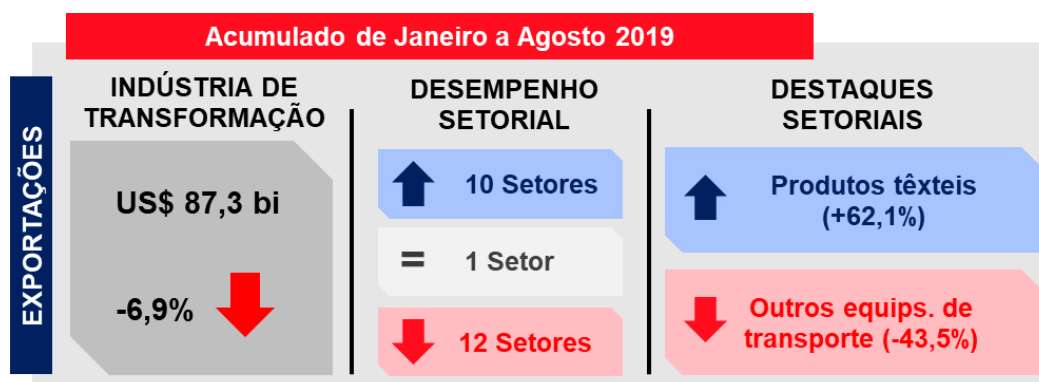 Acumulado de Janeiro a Agosto 2019
EXPORTAÇÕES
INDÚSTRIA DE
TRANSFORMAÇÃO
US$ 87,3 bi
-6,9%
DESEMPENHO
SETORIAL
10 Setores
= 1 Setor
12 Setores
DESTAQUES
SETORIAIS
Produtos têxteis
(+62,1%)
Outros equips. de
transporte (-43,5%)